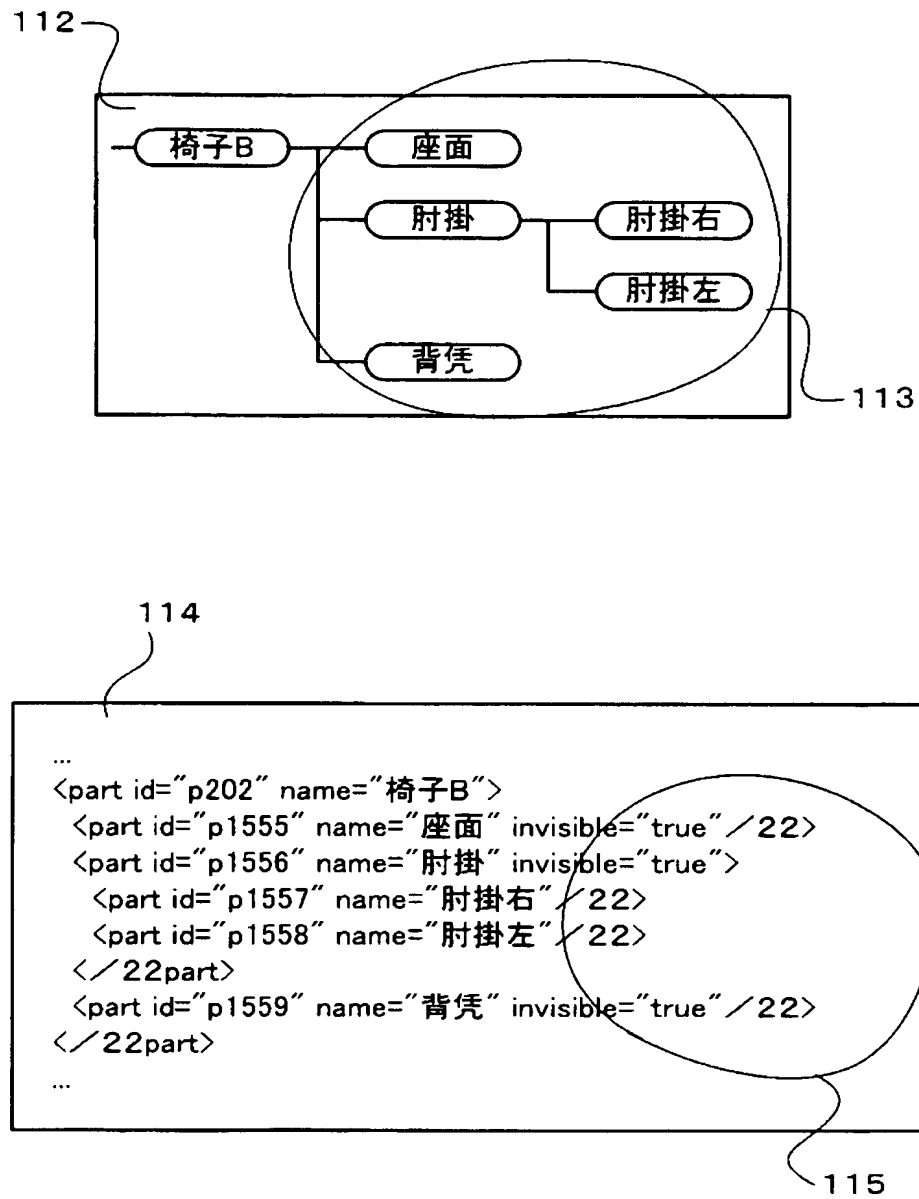 112
椅子B
座面
肘掛
肘掛右
肘掛左
背凭
113
114
...
<part id="p202" name="椅子B">
<part id="p1555" name="座面" invisible="true"／22>
<part id="p1556" name="肘掛" invisible="true">
<part id="p1557" name="肘掛右"／22>
<part id="p1558" name="肘掛左"／22>
<／22part>
<part id="p1559" name="背凭" invisible="true"／22>
<／22part>
...
115